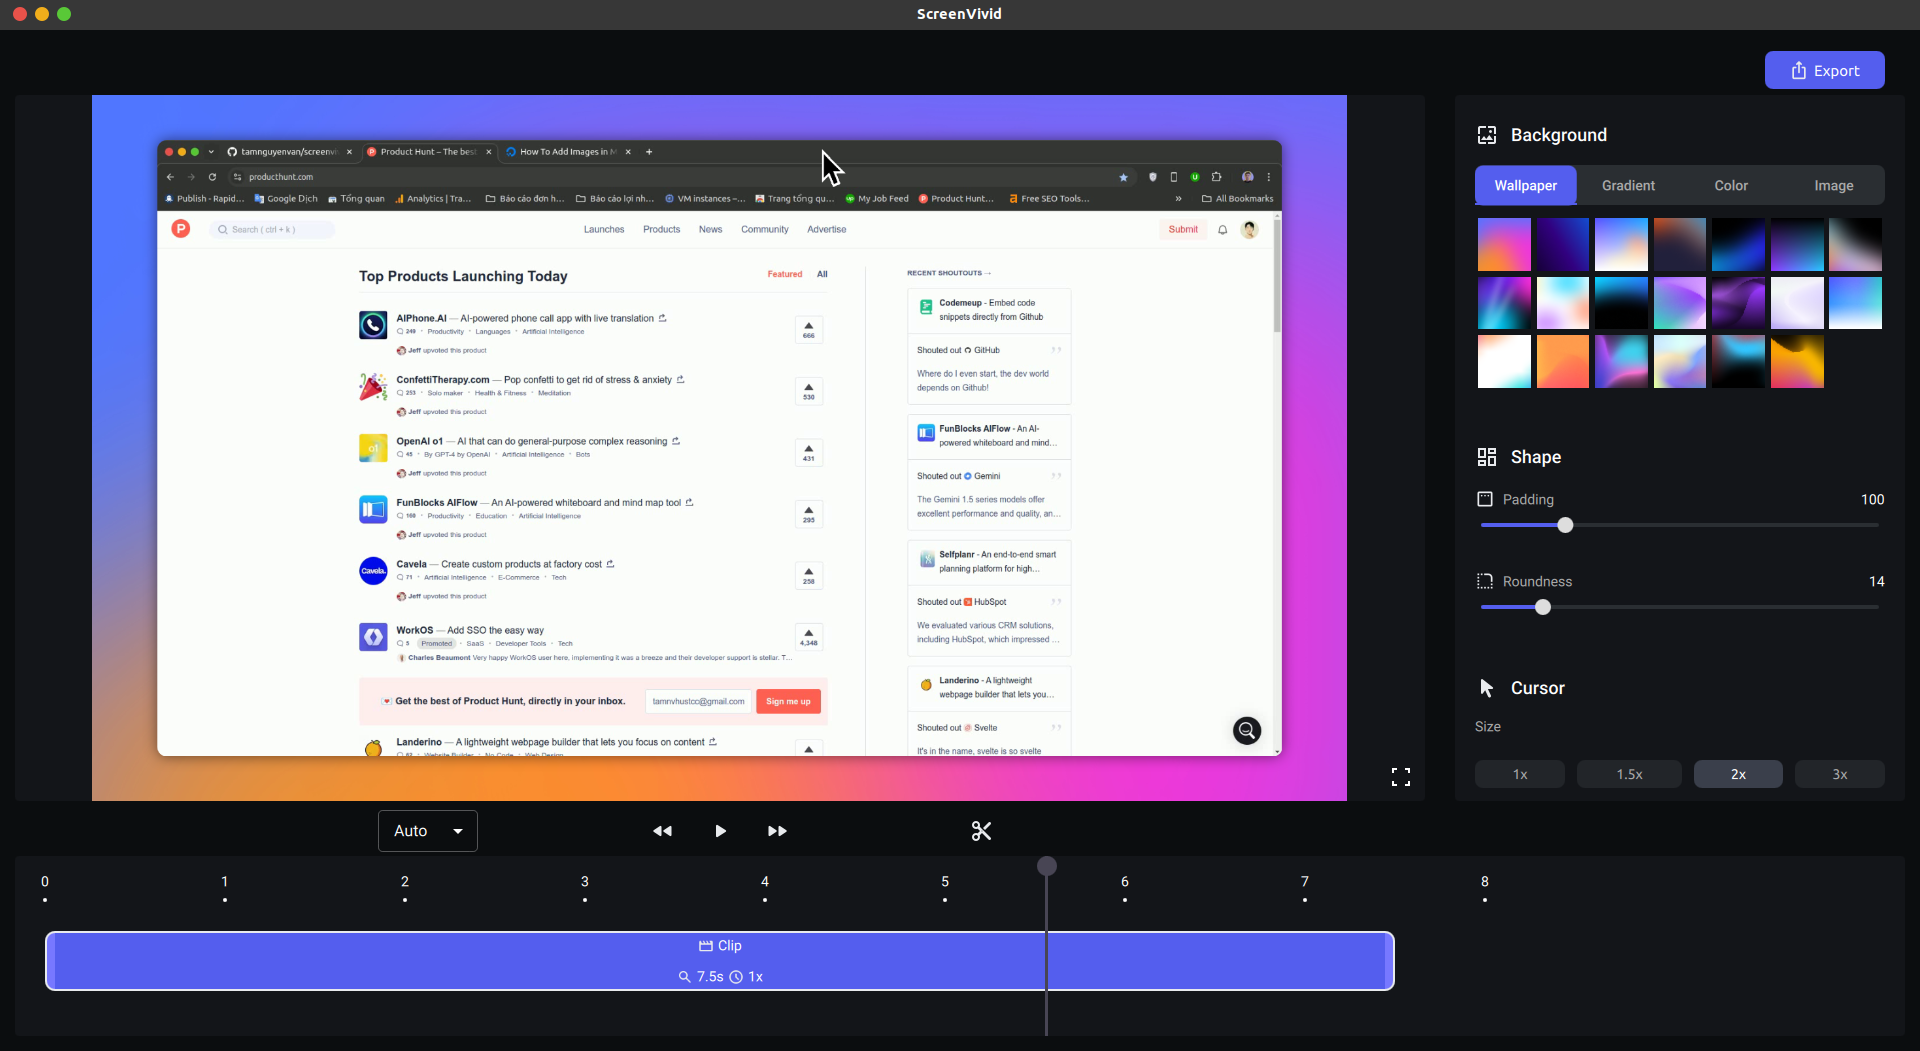 ScreenVivid
Export
tamnguyenvan/screenvi
Product Hunt – The bes
How To Add Images in M
producthunt.com
Publish - Rapid...
Google Dịch
Tổng quan
Analytics | Tra...
Báo cáo đơn h...
Báo cáo lợi nh...
VM instances –...
Trang tổng qu...
My Job Feed
Product Hunt...
Free SEO Tools...
»
All Bookmarks
Search ( ctrl + k )
Launches
Products
News
Community
Advertise
Submit
Top Products Launching Today
Featured
All
AIPhone.AI — AI-powered phone call app with live translation
249 • Productivity • Languages • Artificial Intelligence
Jeff upvoted this product
666
ConfettiTherapy.com — Pop confetti to get rid of stress & anxiety
253 • Solo maker • Health & Fitness • Meditation
Jeff upvoted this product
530
o1
OpenAI o1 — AI that can do general-purpose complex reasoning
45 • By GPT-4 by OpenAI • Artificial Intelligence • Bots
Jeff upvoted this product
431
FunBlocks AIFlow — An AI-powered whiteboard and mind map tool
160 • Productivity • Education • Artificial Intelligence
Jeff upvoted this product
295
Cavela.
Cavela — Create custom products at factory cost
71 • Artificial Intelligence • E-Commerce • Tech
Jeff upvoted this product
258
WorkOS — Add SSO the easy way
5 • Promoted • SaaS • Developer Tools • Tech
Charles Beaumont Very happy WorkOS user here, implementing it was a breeze and their developer support is stellar. T...
4,348
Get the best of Product Hunt, directly in your inbox.
tamnvhustcc@gmail.com
Sign me up
Landerino — A lightweight webpage builder that lets you focus on content
63 • Website Builder • No Code • Web Design
RECENT SHOUTOUTS →
Codemeup - Embed code
snippets directly from Github
Shouted out GitHub
Where do I even start, the dev world
depends on Github!
FunBlocks AIFlow - An AI-
powered whiteboard and mind...
Shouted out Gemini
The Gemini 1.5 series models offer
excellent performance and quality, an...
Selfplanr - An end-to-end smart
planning platform for high...
Shouted out HubSpot
We evaluated various CRM solutions,
including HubSpot, which impressed ...
Landerino - A lightweight
webpage builder that lets you...
Shouted out Svelte
It's in the name, svelte is so svelte
Background
Wallpaper
Gradient
Color
Image
Shape
Padding
100
Roundness
14
Cursor
Size
1x
1.5x
2x
3x
Auto
0
1
2
3
4
5
6
7
8
Clip
7.5s 1x